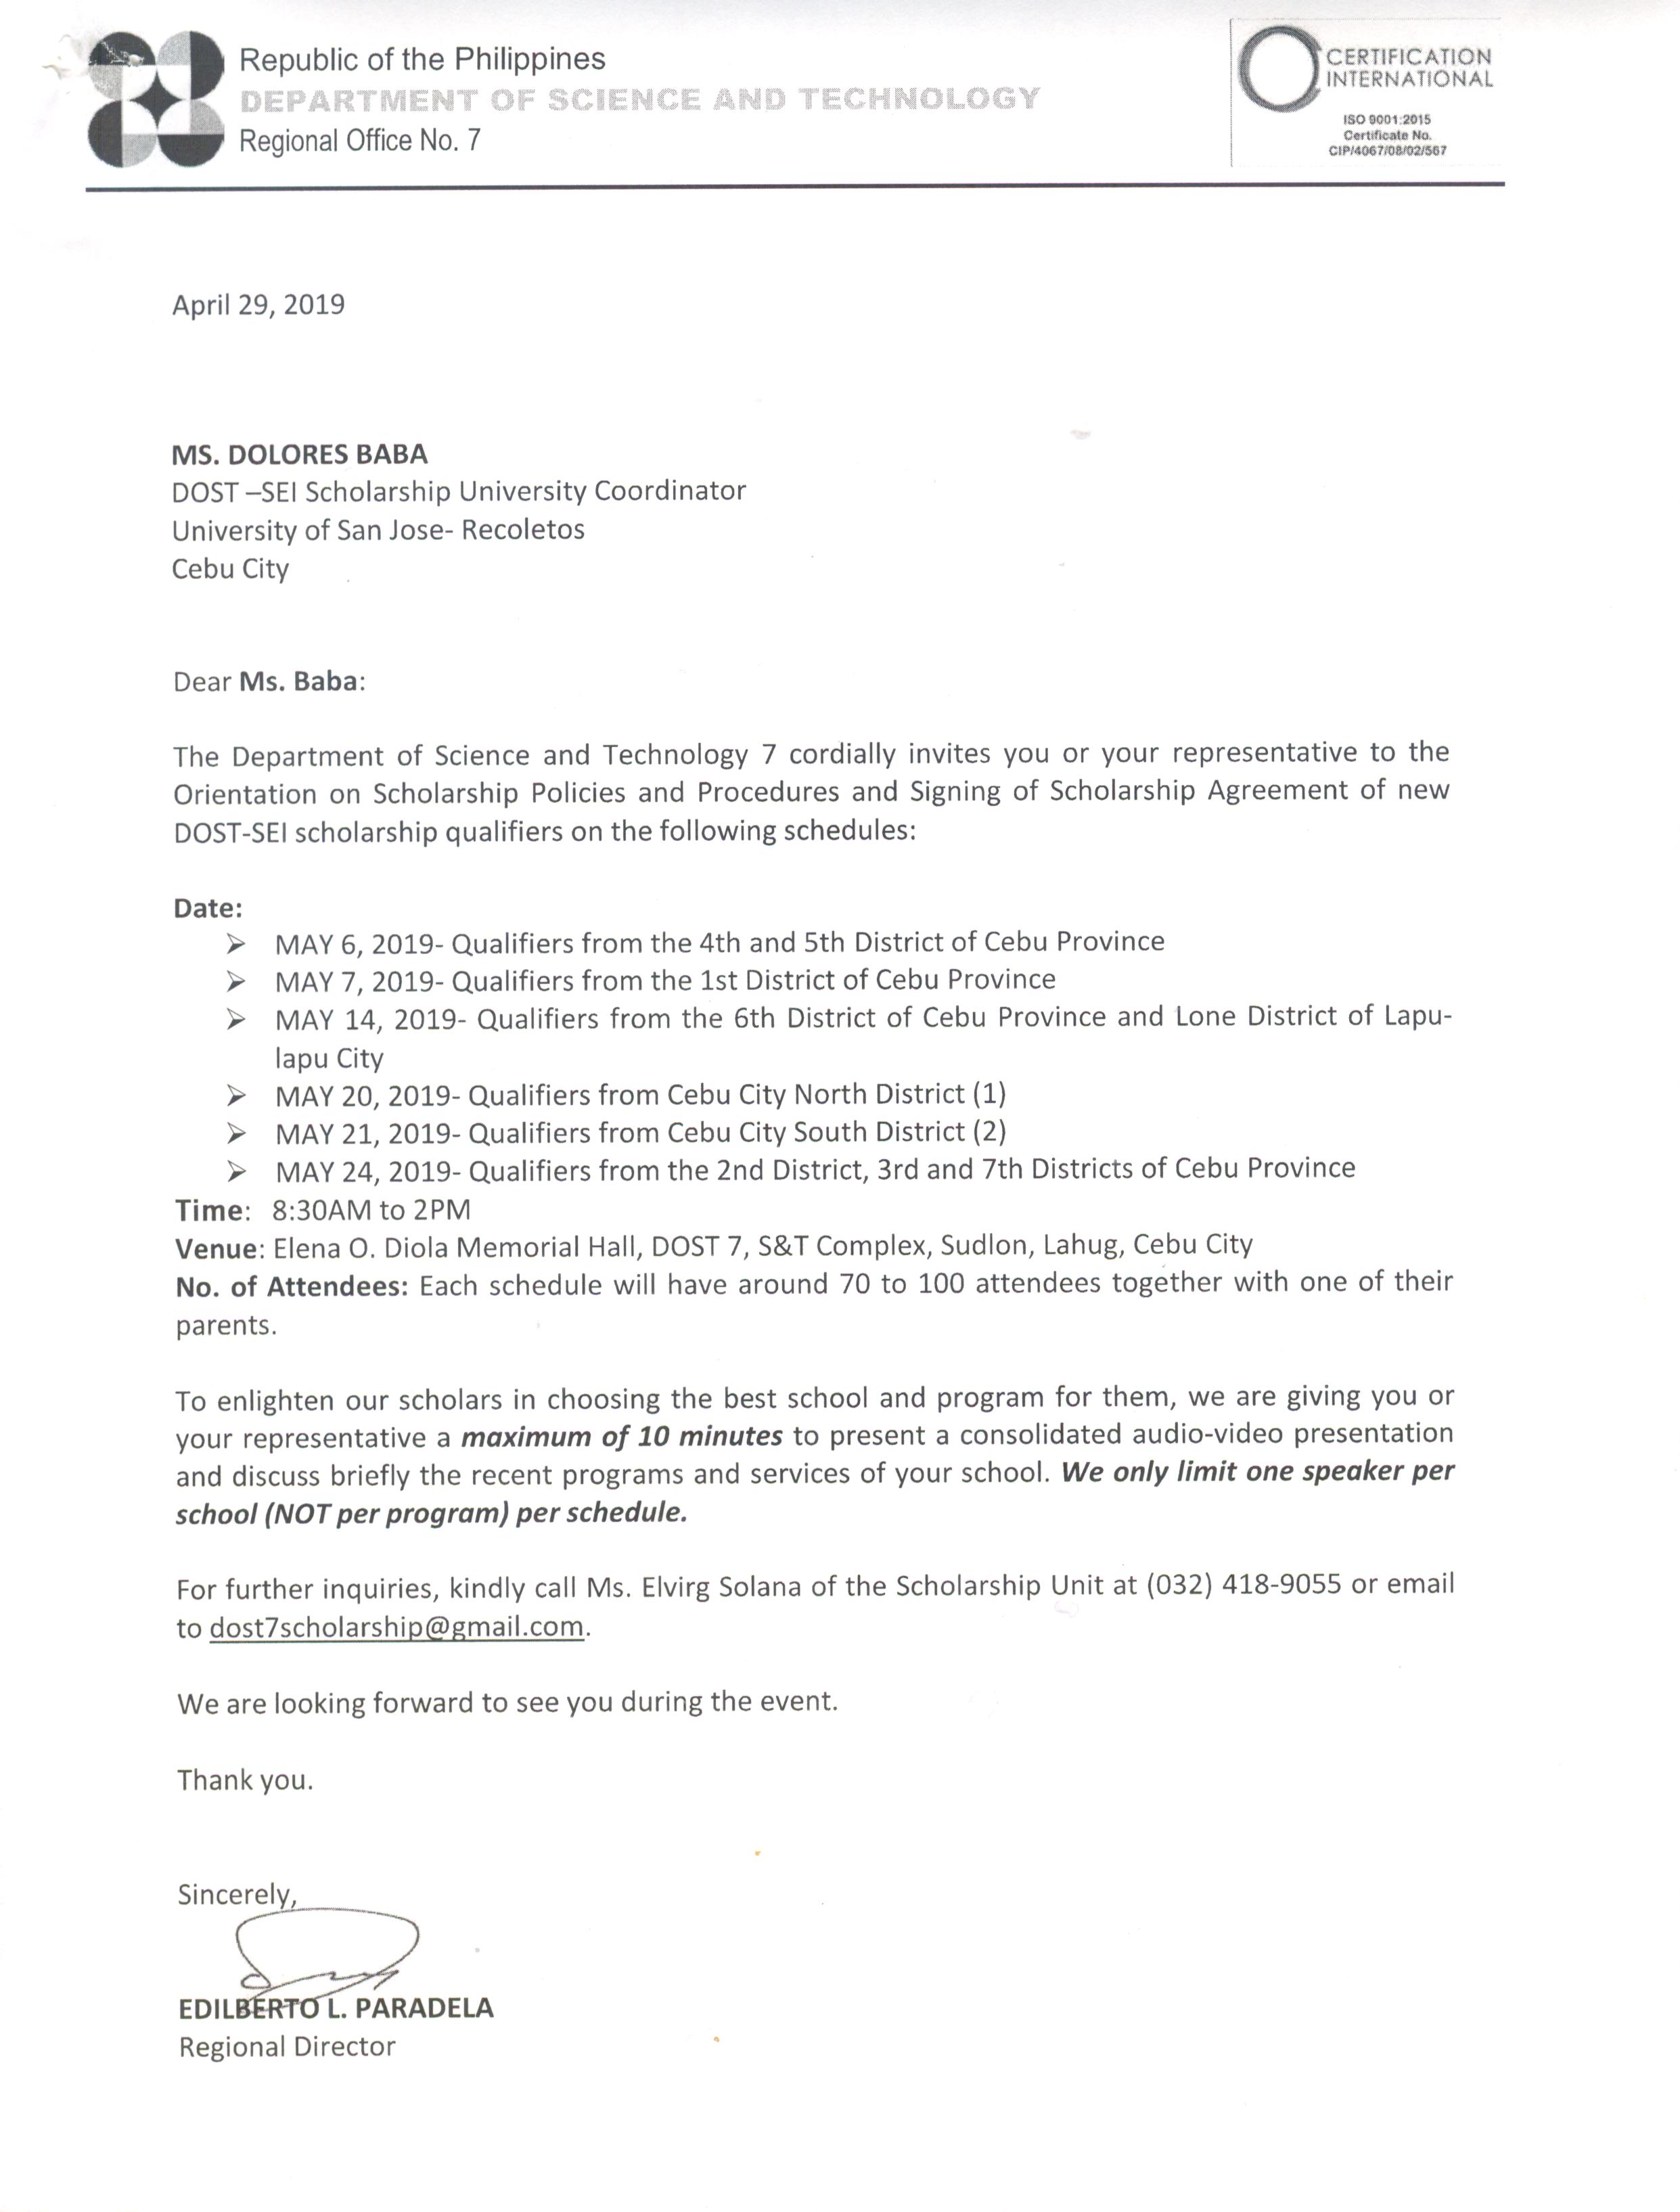 Republic of the Philippines
DEPARTMENT OF SCIENCE AND TECHNOLOGY
Regional Office No. 7
CERTIFICATION
INTERNATIONAL
ISO 9001:2015
Certificate No.
CIP/4067/08/02/567
April 29, 2019
MS. DOLORES BABA
DOST –SEI Scholarship University Coordinator
University of San Jose- Recoletos
Cebu City
Dear Ms. Baba:
The Department of Science and Technology 7 cordially invites you or your representative to the
Orientation on Scholarship Policies and Procedures and Signing of Scholarship Agreement of new
DOST-SEI scholarship qualifiers on the following schedules:
Date:
➢ MAY 6, 2019- Qualifiers from the 4th and 5th District of Cebu Province
➢ MAY 7, 2019- Qualifiers from the 1st District of Cebu Province
➢ MAY 14, 2019- Qualifiers from the 6th District of Cebu Province and Lone District of Lapu-
lapu City
➢ MAY 20, 2019- Qualifiers from Cebu City North District (1)
➢ MAY 21, 2019- Qualifiers from Cebu City South District (2)
➢ MAY 24, 2019- Qualifiers from the 2nd District, 3rd and 7th Districts of Cebu Province
Time: 8:30AM to 2PM
Venue: Elena O. Diola Memorial Hall, DOST 7, S&T Complex, Sudlon, Lahug, Cebu City
No. of Attendees: Each schedule will have around 70 to 100 attendees together with one of their
parents.
To enlighten our scholars in choosing the best school and program for them, we are giving you or
your representative a maximum of 10 minutes to present a consolidated audio-video presentation
and discuss briefly the recent programs and services of your school. We only limit one speaker per
school (NOT per program) per schedule.
For further inquiries, kindly call Ms. Elvirg Solana of the Scholarship Unit at (032) 418-9055 or email
to dost7scholarship@gmail.com.
We are looking forward to see you during the event.
Thank you.
Sincerely,
EDILBERTO L. PARADELA
Regional Director